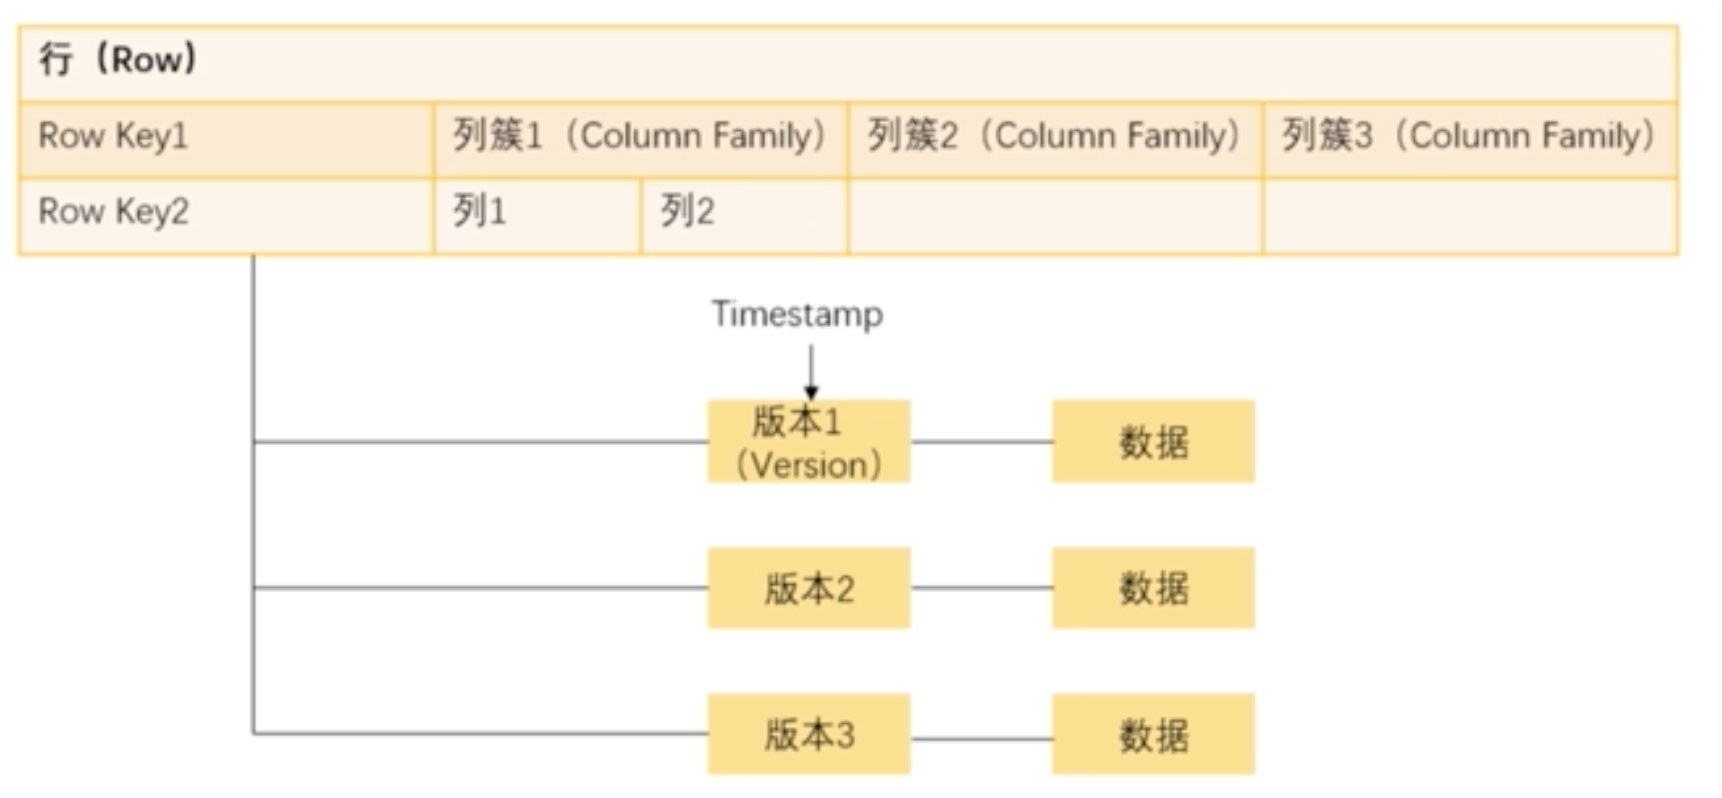 行（Row）
Row Key1 列簇1（Column Family） 列簇2（Column Family） 列簇3（Column Family）
Row Key2 列1 列2
Timestamp
版本1
（Version）
数据
版本2 数据
版本3 数据